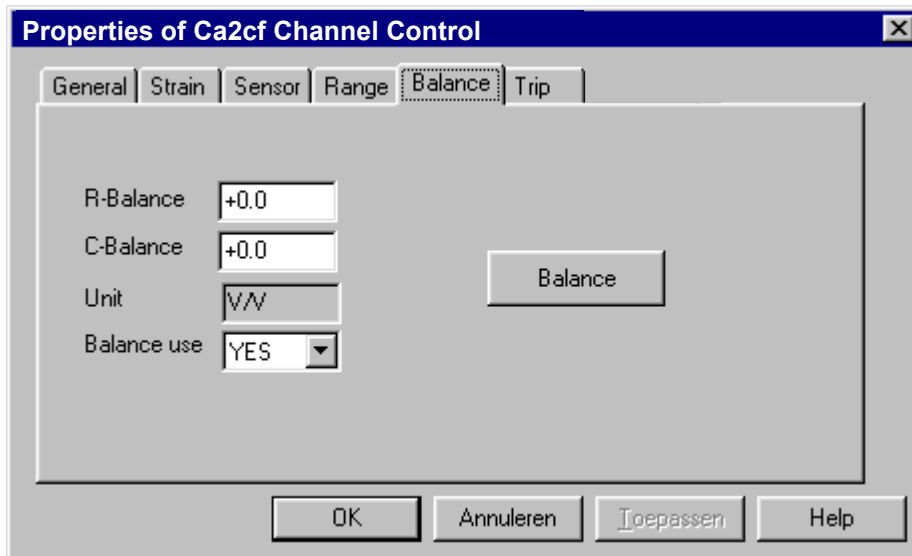 Properties of Ca2cf Channel Control
General Strain Sensor Range Balance Trip
R-Balance +0.0
C-Balance +0.0
Balance
Unit V/V
Balance use YES
OK Annuleren Toepassen Help